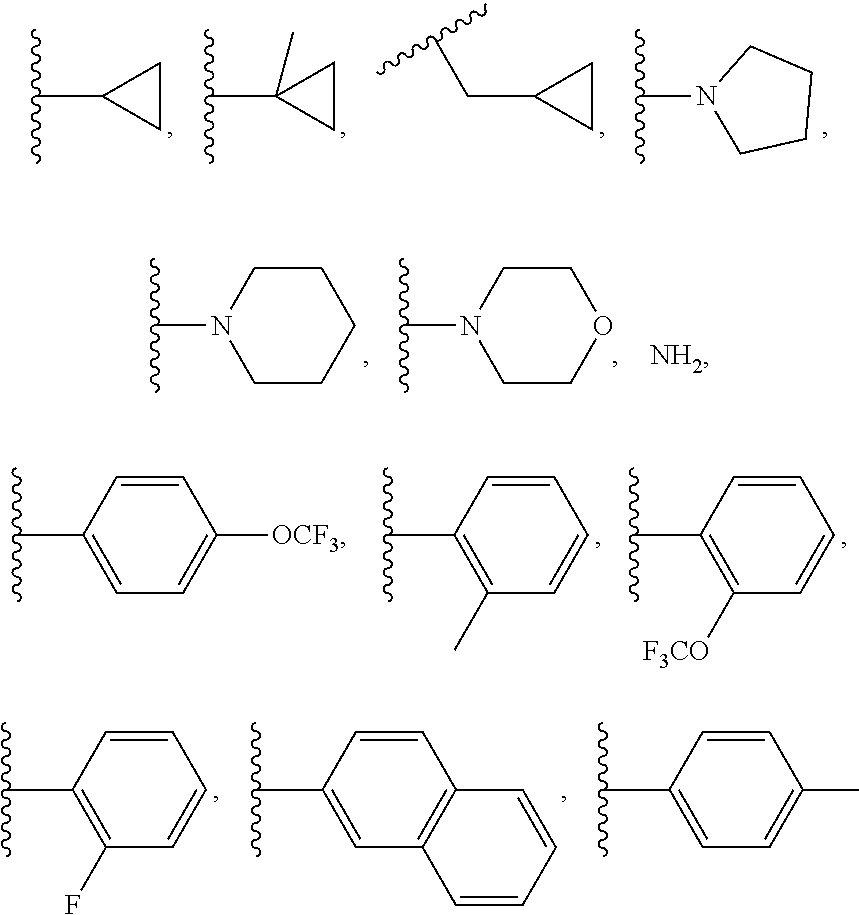 , , , N ,
N , N O , NH2,
OCF3, , ,
F3CO
, ,
F